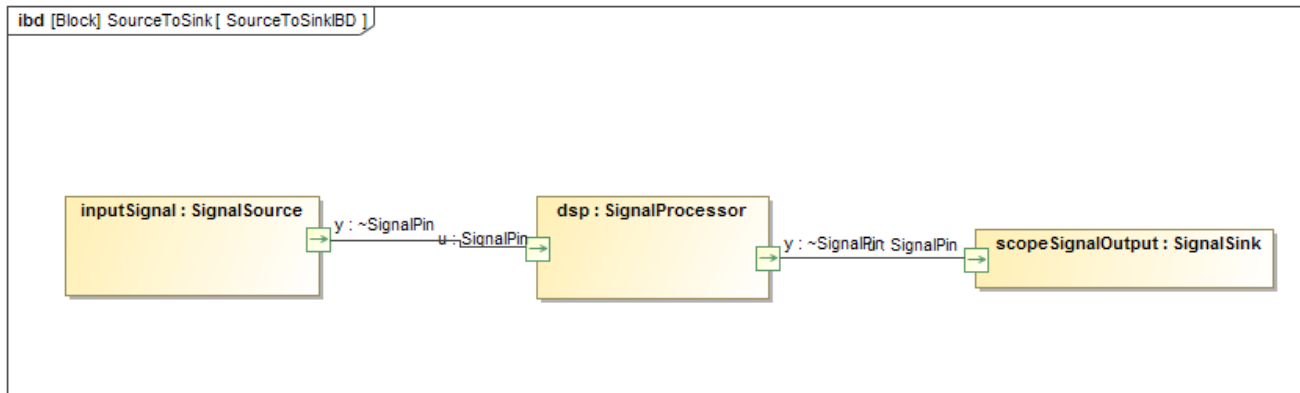 ibd [Block] SourceToSink[ SourceToSinkIBD ]
inputSignal : SignalSource
y : ~SignalPin
u : SignalPin
dsp : SignalProcessor
y : ~SignalPin
SignalPin
scopeSignalOutput : SignalSink